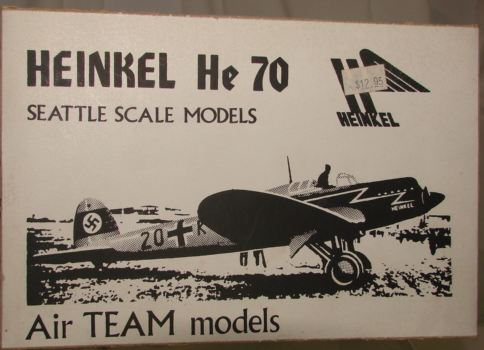 HEINKEL He 70
$12.95
HEINKEL
SEATTLE SCALE MODELS
HEINKEL
20 K
Air TEAM models